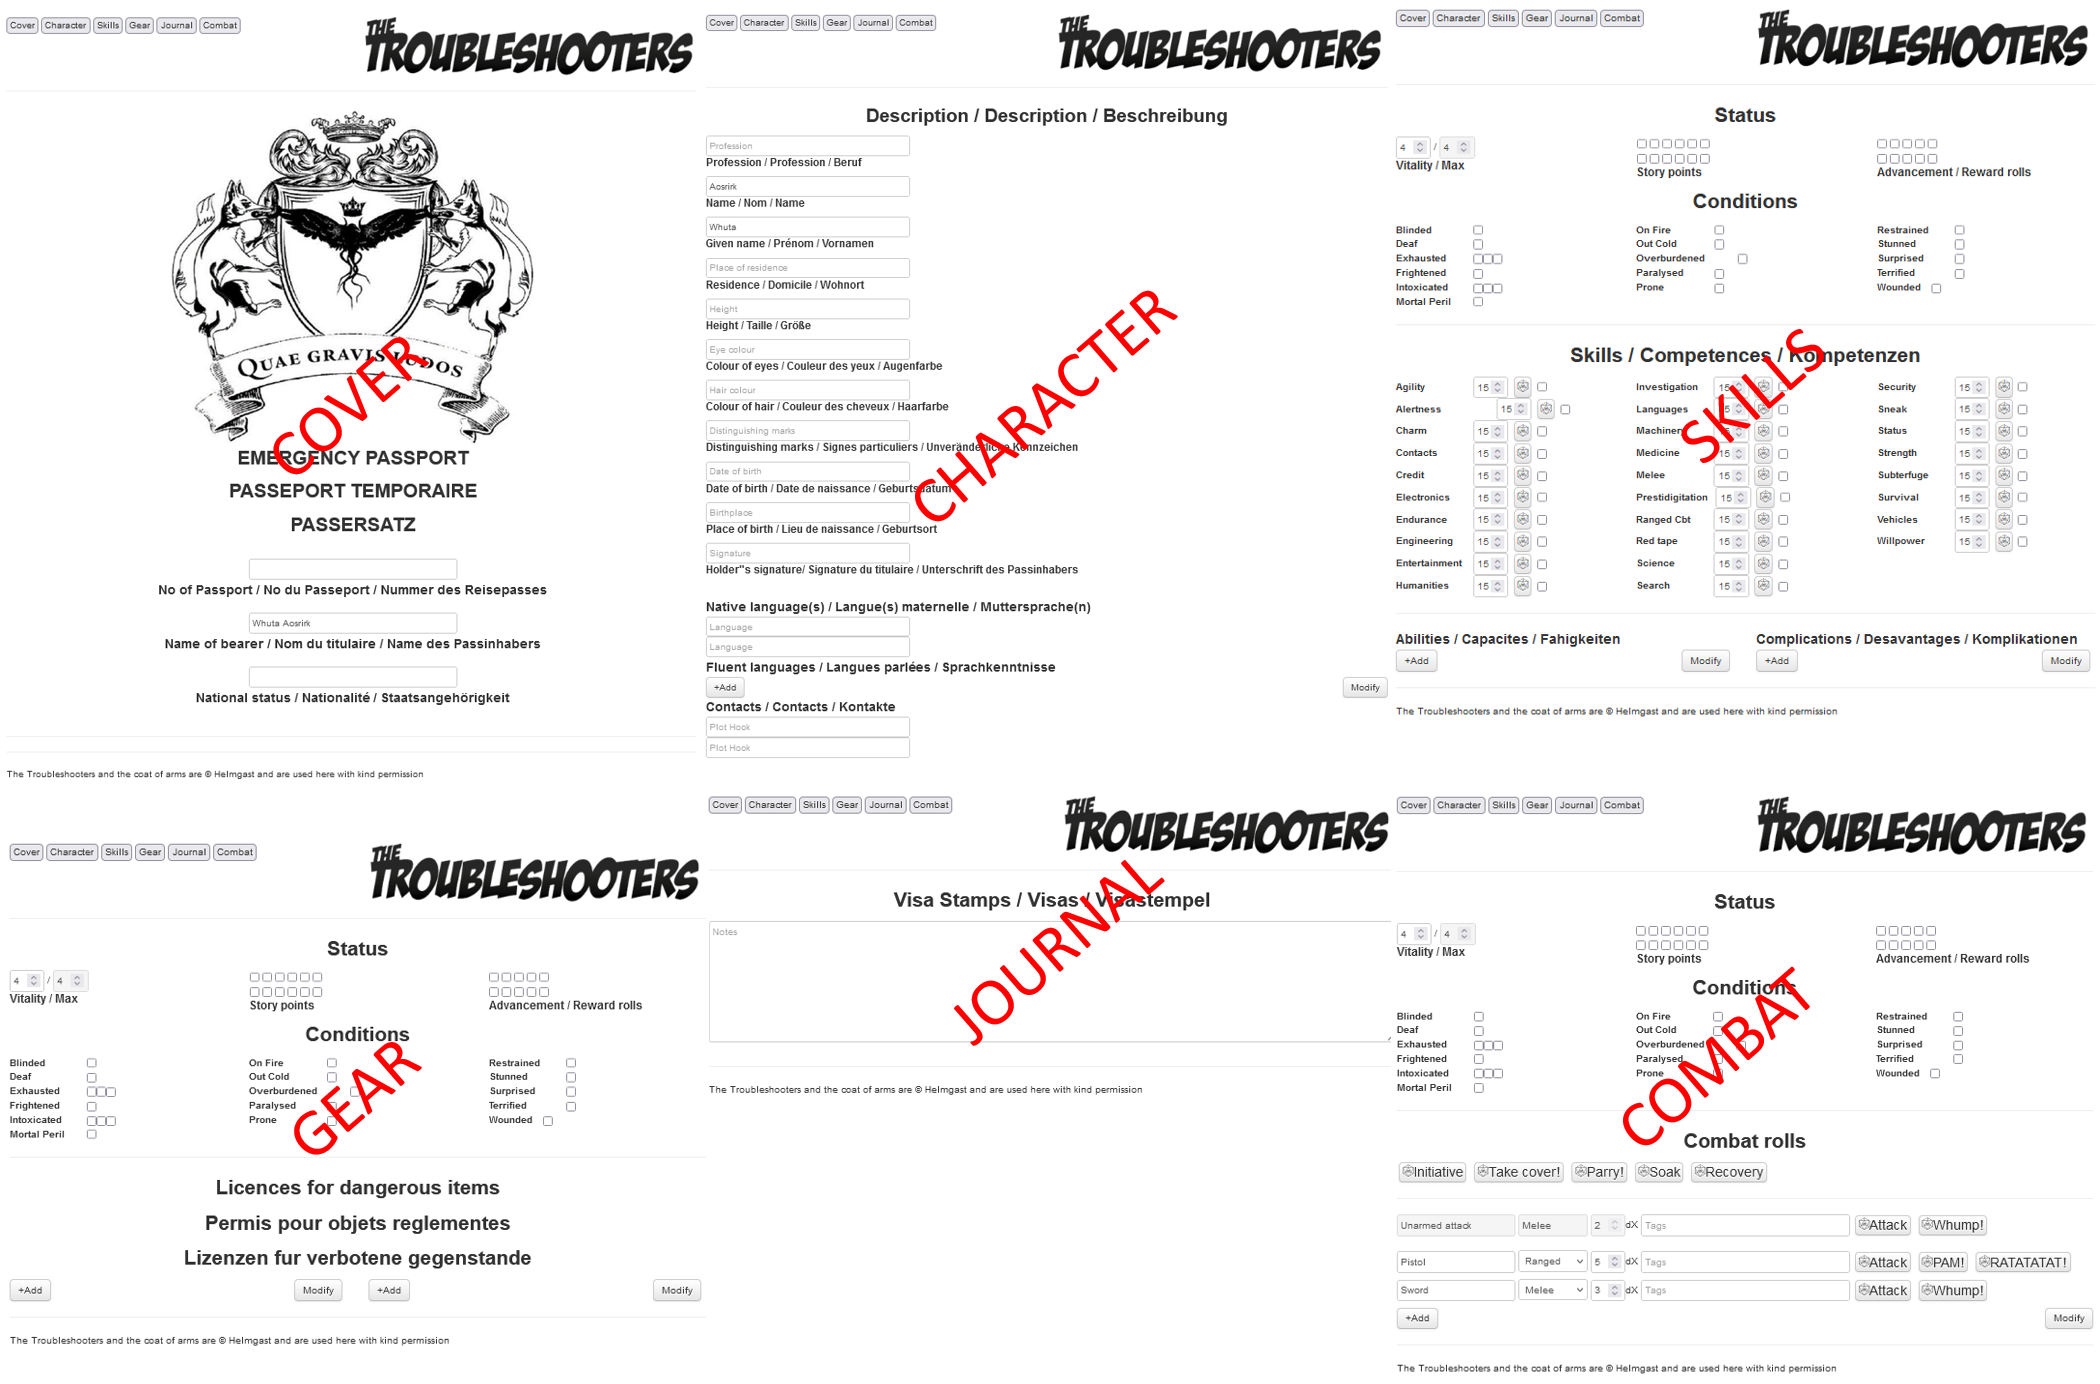 Cover Character Skills Gear Journal Combat
THE TROUBLESHOOTERS
QUAE GRAVIS LUDOS
COVER
EMERGENCY PASSPORT
PASSEPORT TEMPORAIRE
PASSERSATZ
No of Passport / No du Passeport / Nummer des Reisepasses
Whuta Aosrirk
Name of bearer / Nom du titulaire / Name des Passinhabers
National status / Nationalité / Staatsangehörigkeit
The Troubleshooters and the coat of arms are © Helmgast and are used here with kind permission
Cover Character Skills Gear Journal Combat
THE TROUBLESHOOTERS
Description / Description / Beschreibung
Profession
Profession / Profession / Beruf
Aosrirk
Name / Nom / Name
Whuta
Given name / Prénom / Vornamen
Place of residence
Residence / Domicile / Wohnort
Height
Height / Taille / Größe
Eye colour
Colour of eyes / Couleur des yeux / Augenfarbe
Hair colour
Colour of hair / Couleur des cheveux / Haarfarbe
Distinguishing marks
Distinguishing marks / Signes particuliers / Unveränderliche Kennzeichen
Date of birth
Date of birth / Date de naissance / Geburtsdatum
Birthplace
Place of birth / Lieu de naissance / Geburtsort
Signature
Holder"s signature/ Signature du titulaire / Unterschrift des Passinhabers
CHARACTER
Native language(s) / Langue(s) maternelle / Muttersprache(n)
Language
Language
Fluent languages / Langues parlées / Sprachkenntnisse
+Add Modify
Contacts / Contacts / Kontakte
Plot Hook
Plot Hook
Cover Character Skills Gear Journal Combat
THE TROUBLESHOOTERS
Status
4 / 4
Vitality / Max Story points Advancement / Reward rolls
Conditions
Blinded On Fire Restrained
Deaf Out Cold Stunned
Exhausted Overburdened Surprised
Frightened Paralysed Terrified
Intoxicated Prone Wounded
Mortal Peril
Skills / Competences / Kompetenzen
SKILLS
Agility 15 Investigation 15 Security 15
Alertness 15 Languages 15 Sneak 15
Charm 15 Machinery 15 Status 15
Contacts 15 Medicine 15 Strength 15
Credit 15 Melee 15 Subterfuge 15
Electronics 15 Prestidigitation 15 Survival 15
Endurance 15 Ranged Cbt 15 Vehicles 15
Engineering 15 Red tape 15 Willpower 15
Entertainment 15 Science 15
Humanities 15 Search 15
Abilities / Capacites / Fahigkeiten Complications / Desavantages / Komplikationen
+Add Modify +Add Modify
The Troubleshooters and the coat of arms are © Helmgast and are used here with kind permission
Cover Character Skills Gear Journal Combat
THE TROUBLESHOOTERS
Status
4 / 4
Vitality / Max Story points Advancement / Reward rolls
Conditions
Blinded On Fire Restrained
Deaf Out Cold Stunned
Exhausted Overburdened Surprised
Frightened Paralysed Terrified
Intoxicated Prone Wounded
Mortal Peril
GEAR
Licences for dangerous items
Permis pour objets reglementes
Lizenzen fur verbotene gegenstande
+Add Modify +Add Modify
The Troubleshooters and the coat of arms are © Helmgast and are used here with kind permission
Cover Character Skills Gear Journal Combat
THE TROUBLESHOOTERS
Visa Stamps / Visas / Visastempel
Notes
JOURNAL
The Troubleshooters and the coat of arms are © Helmgast and are used here with kind permission
Cover Character Skills Gear Journal Combat
THE TROUBLESHOOTERS
Status
4 / 4
Vitality / Max Story points Advancement / Reward rolls
Conditions
Blinded On Fire Restrained
Deaf Out Cold Stunned
Exhausted Overburdened Surprised
Frightened Paralysed Terrified
Intoxicated Prone Wounded
Mortal Peril
COMBAT
Combat rolls
Initiative Take cover! Parry! Soak Recovery
Unarmed attack Melee 2 dX Tags Attack Whump!
Pistol Ranged 5 dX Tags Attack PAM! RATATATAT!
Sword Melee 3 dX Tags Attack Whump!
+Add Modify
The Troubleshooters and the coat of arms are © Helmgast and are used here with kind permission